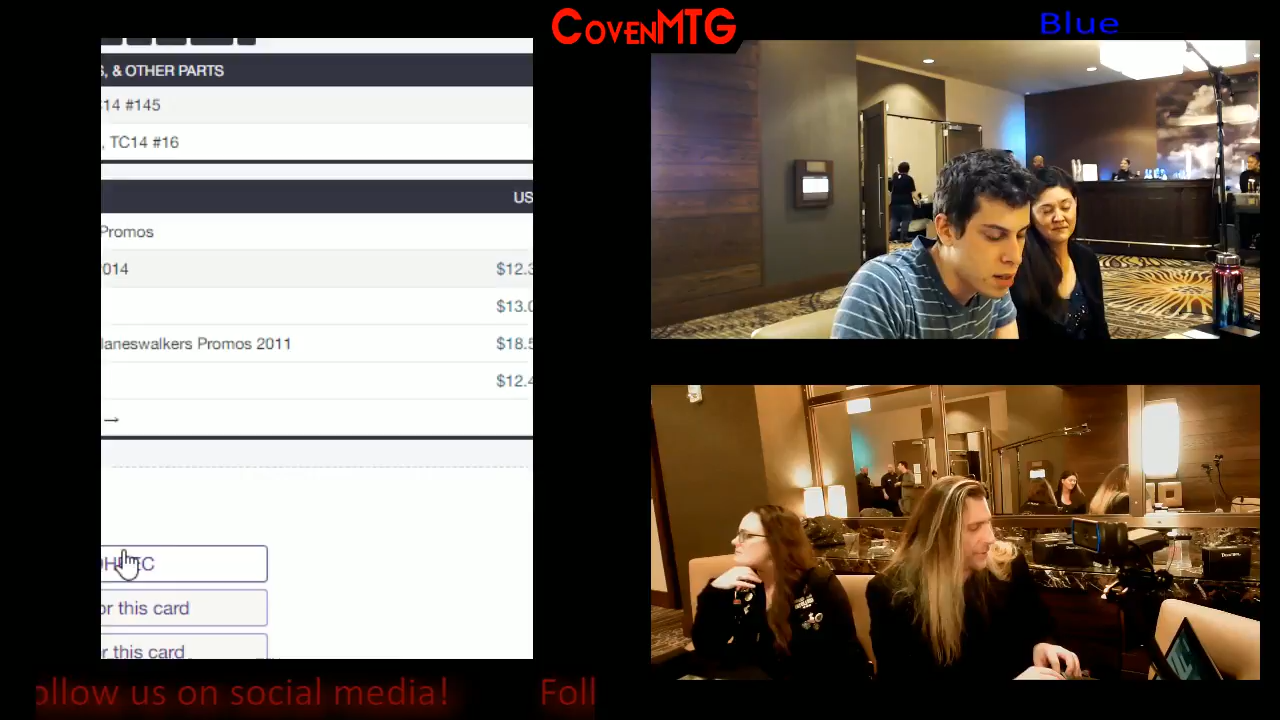 COVENMTG
Blue
, & OTHER PARTS
14 #145
, TC14 #16
US
Promos
014
$12.3
$13.0
laneswalkers Promos 2011
$18.5
$12.4
→
or this card
r this card
ollow us on social media!
Foll